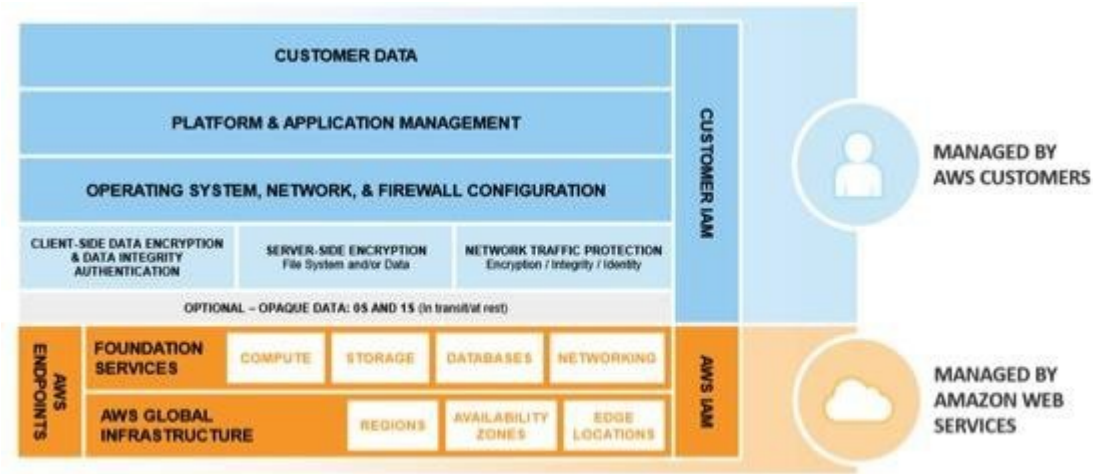 CUSTOMER DATA
PLATFORM & APPLICATION MANAGEMENT
OPERATING SYSTEM, NETWORK, & FIREWALL CONFIGURATION
CLIENT-SIDE DATA ENCRYPTION
& DATA INTEGRITY
AUTHENTICATION
SERVER-SIDE ENCRYPTION
File System and/or Data
NETWORK TRAFFIC PROTECTION
Encryption / Integrity / Identity
OPTIONAL – OPAQUE DATA: 0S AND 1S (in transit/at rest)
CUSTOMER IAM
MANAGED BY
AWS CUSTOMERS
AWS
ENDPOINTS
FOUNDATION
SERVICES
COMPUTE
STORAGE
DATABASES
NETWORKING
AWS GLOBAL
INFRASTRUCTURE
REGIONS
AVAILABILITY
ZONES
EDGE
LOCATIONS
AWS IAM
MANAGED BY
AMAZON WEB
SERVICES